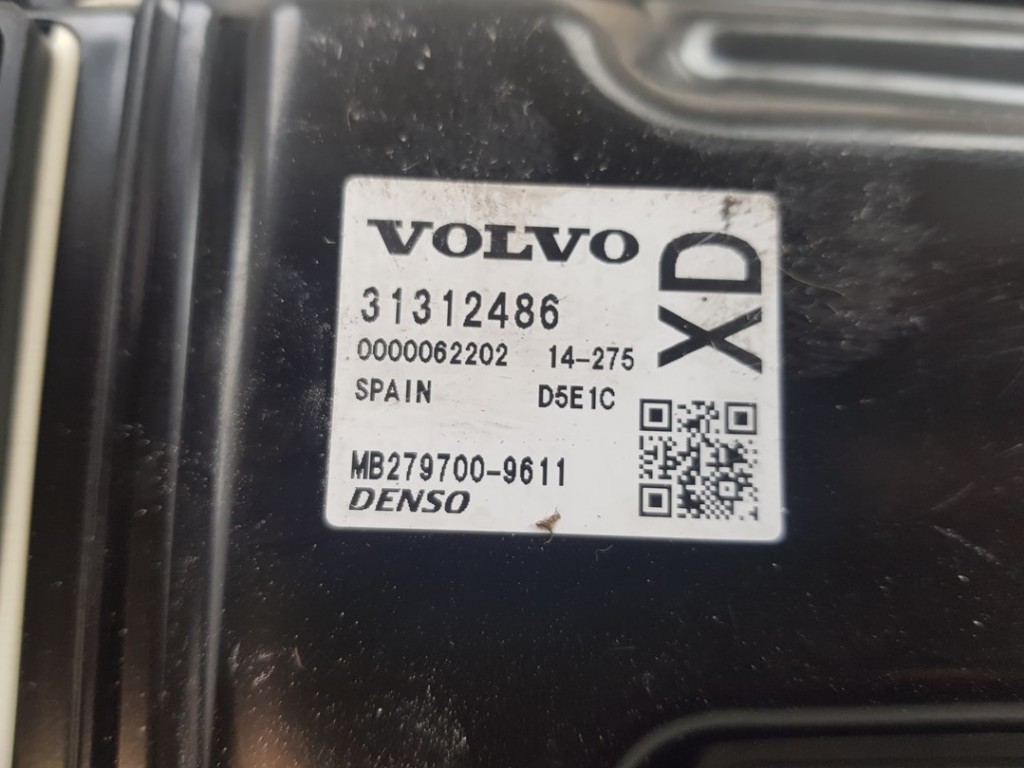 VOLVO
31312486
0000062202 14-275
SPAIN D5E1C
MB279700-9611
DENSO
XD